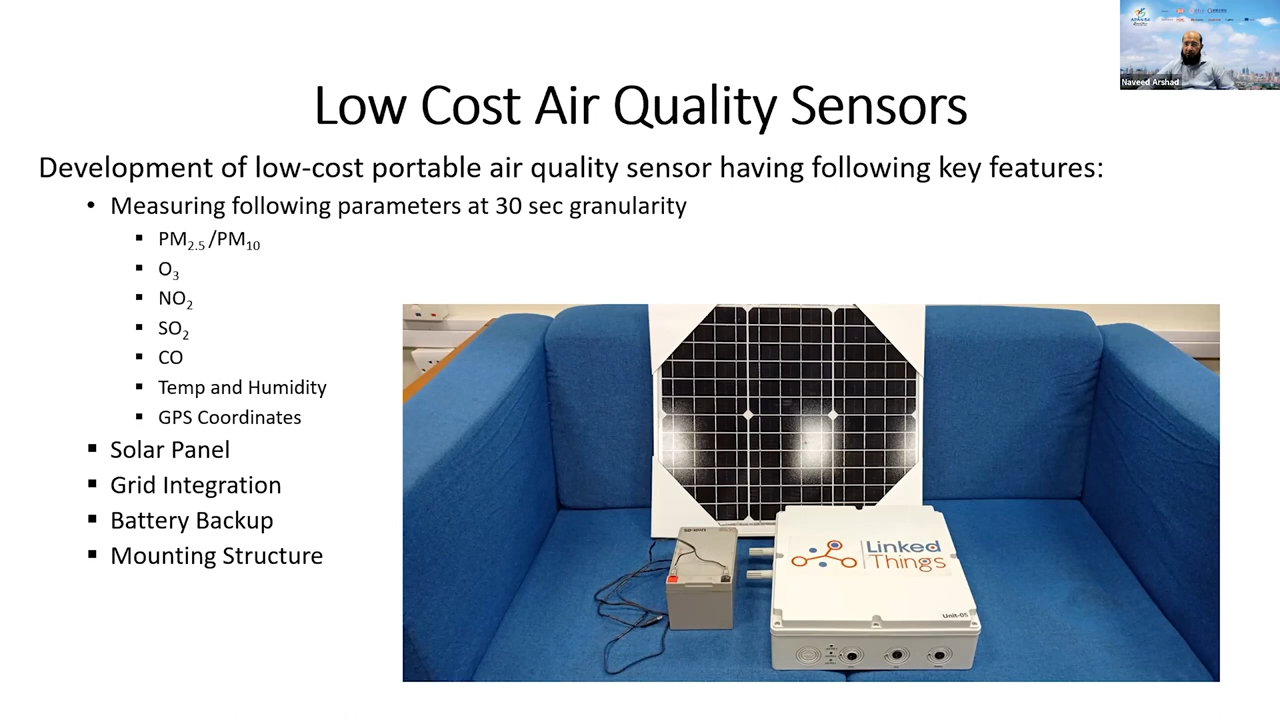 Naveed Arshad
Low Cost Air Quality Sensors
Development of low-cost portable air quality sensor having following key features:
• Measuring following parameters at 30 sec granularity
▪ PM2.5/PM10
▪ O3
▪ NO2
▪ SO2
▪ CO
▪ Temp and Humidity
▪ GPS Coordinates
▪ Solar Panel
▪ Grid Integration
▪ Battery Backup
▪ Mounting Structure
Linked
Things
Unit-05